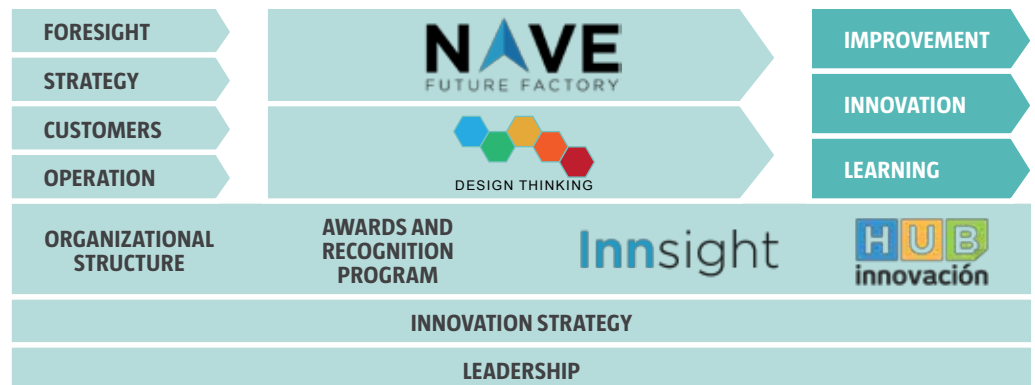 FORESIGHT
STRATEGY
CUSTOMERS
OPERATION
NAVE
FUTURE FACTORY
DESIGN THINKING
IMPROVEMENT
INNOVATION
LEARNING
ORGANIZATIONAL
STRUCTURE
AWARDS AND
RECOGNITION
PROGRAM
Innsight
HUB
innovación
INNOVATION STRATEGY
LEADERSHIP